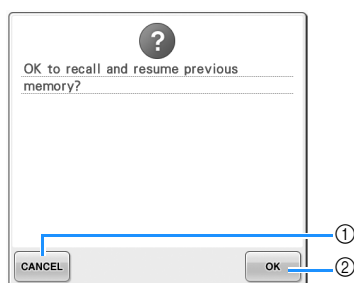 ?
OK to recall and resume previous
memory?
①
CANCEL
OK
②